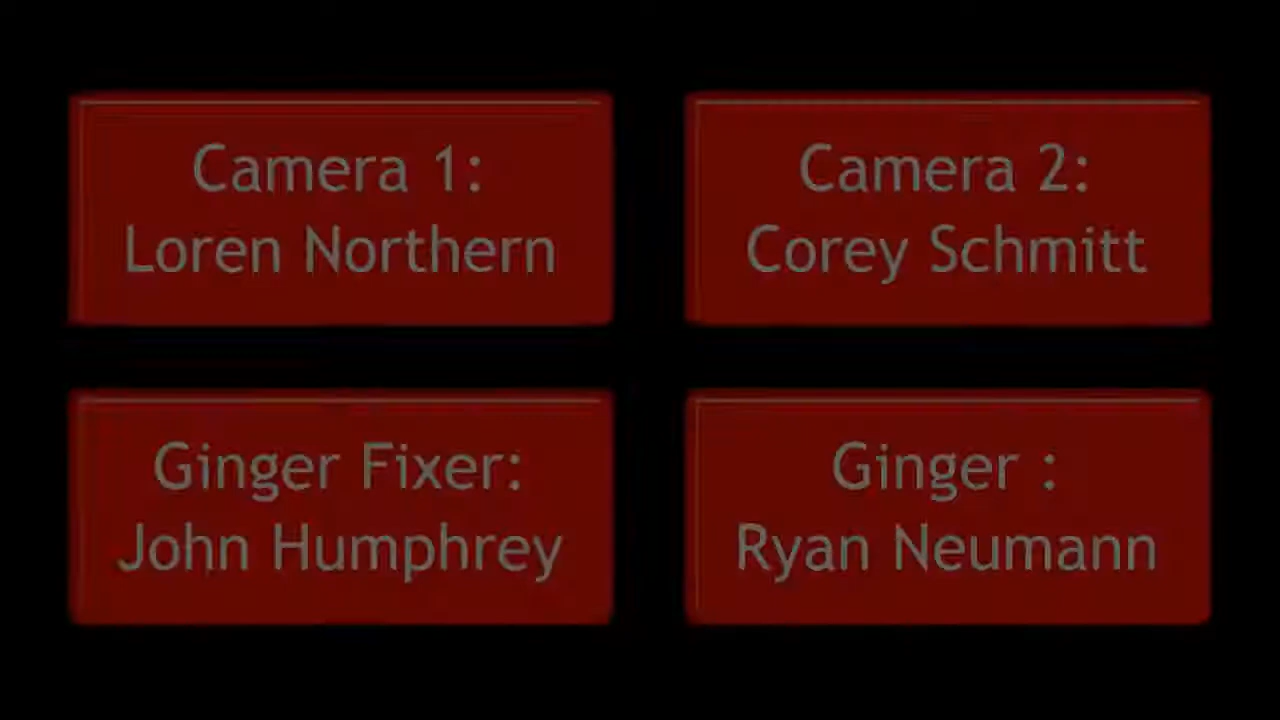 Camera 1:
Loren Northern
Camera 2:
Corey Schmitt
Ginger Fixer:
John Humphrey
Ginger :
Ryan Neumann